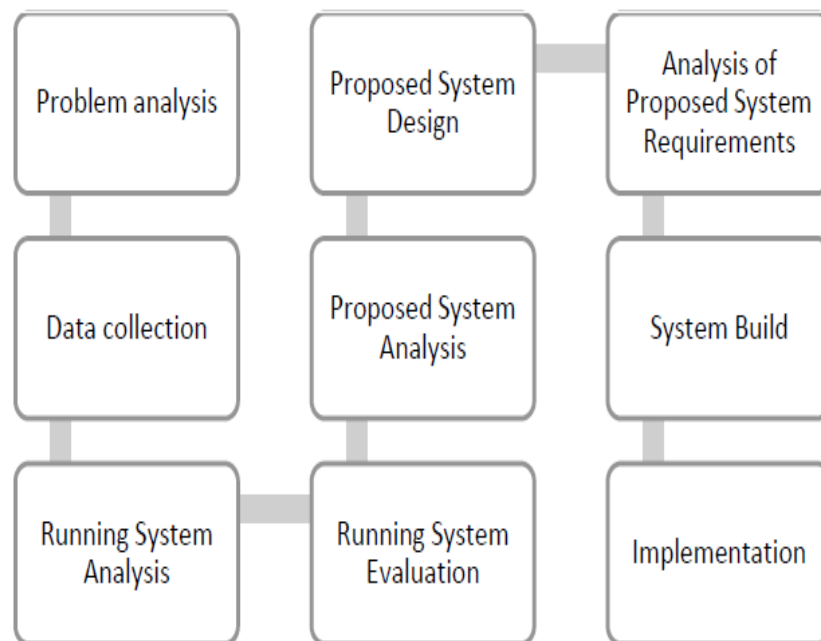 Problem analysis
Data collection
Running System
Analysis
Running System
Evaluation
Proposed System
Analysis
Proposed System
Design
Analysis of
Proposed System
Requirements
System Build
Implementation